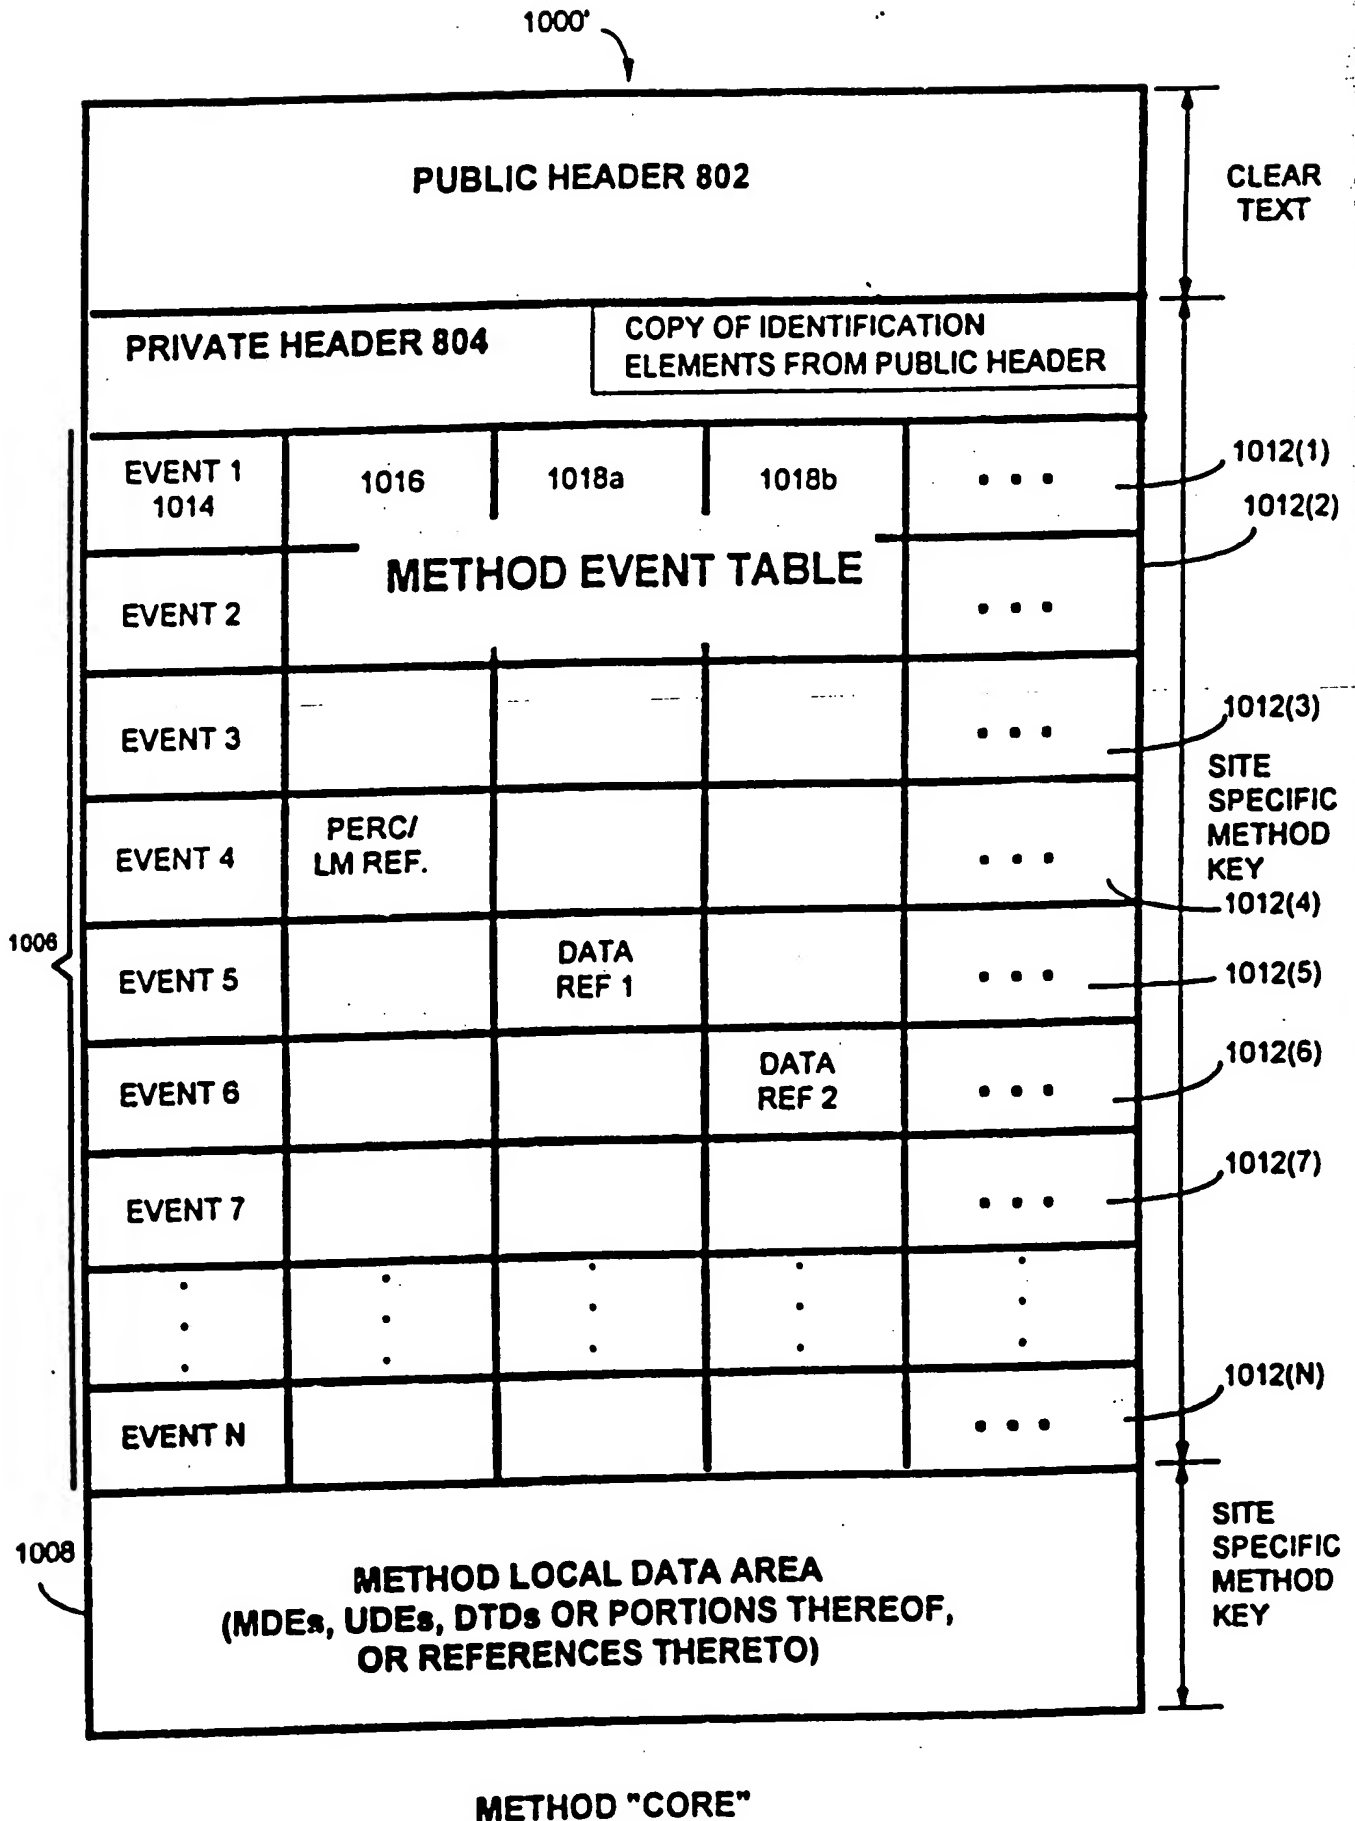 1000'
PUBLIC HEADER 802
CLEAR
TEXT
PRIVATE HEADER 804
COPY OF IDENTIFICATION
ELEMENTS FROM PUBLIC HEADER
EVENT 1
1014
1016
1018a
1018b
• • •
1012(1)
1012(2)
METHOD EVENT TABLE
EVENT 2
• • •
EVENT 3
• • •
1012(3)
SITE
SPECIFIC
METHOD
KEY
EVENT 4
PERC/
LM REF.
• • •
1012(4)
1006
EVENT 5
DATA
REF 1
• • •
1012(5)
EVENT 6
DATA
REF 2
• • •
1012(6)
EVENT 7
• • •
1012(7)
EVENT N
• • •
1012(N)
1008
METHOD LOCAL DATA AREA
(MDEs, UDEs, DTDs OR PORTIONS THEREOF,
OR REFERENCES THERETO)
SITE
SPECIFIC
METHOD
KEY
METHOD "CORE"